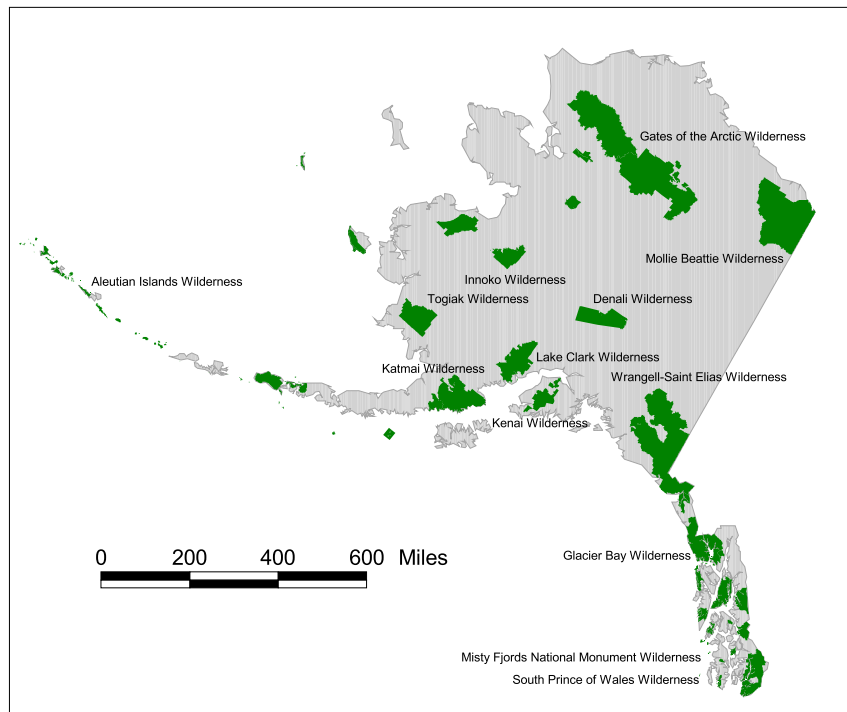 Gates of the Arctic Wilderness
Mollie Beattie Wilderness
Innoko Wilderness
Aleutian Islands Wilderness
Togiak Wilderness
Denali Wilderness
Lake Clark Wilderness
Katmai Wilderness
Wrangell-Saint Elias Wilderness
Kenai Wilderness
0 200 400 600 Miles
Glacier Bay Wilderness
Misty Fjords National Monument Wilderness
South Prince of Wales Wilderness